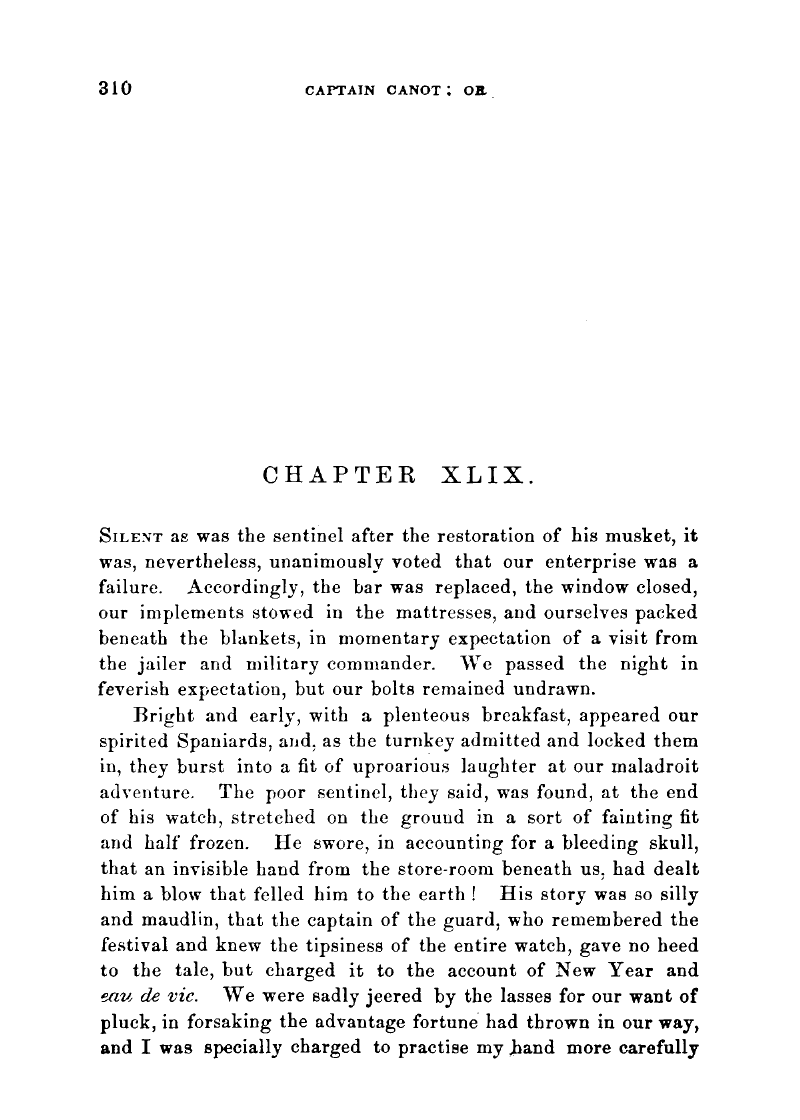 310 CAPTAIN CANOT; OR
CHAPTER XLIX.
SILENT as was the sentinel after the restoration of his musket, it
was, nevertheless, unanimously voted that our enterprise was a
failure. Accordingly, the bar was replaced, the window closed,
our implements stowed in the mattresses, and ourselves packed
beneath the blankets, in momentary expectation of a visit from
the jailer and military commander. We passed the night in
feverish expectation, but our bolts remained undrawn.
Bright and early, with a plenteous breakfast, appeared our
spirited Spaniards, and, as the turnkey admitted and locked them
in, they burst into a fit of uproarious laughter at our maladroit
adventure. The poor sentinel, they said, was found, at the end
of his watch, stretched on the ground in a sort of fainting fit
and half frozen. He swore, in accounting for a bleeding skull,
that an invisible hand from the store-room beneath us, had dealt
him a blow that felled him to the earth! His story was so silly
and maudlin, that the captain of the guard, who remembered the
festival and knew the tipsiness of the entire watch, gave no heed
to the tale, but charged it to the account of New Year and
eau de vie. We were sadly jeered by the lasses for our want of
pluck, in forsaking the advantage fortune had thrown in our way,
and I was specially charged to practise my hand more carefully